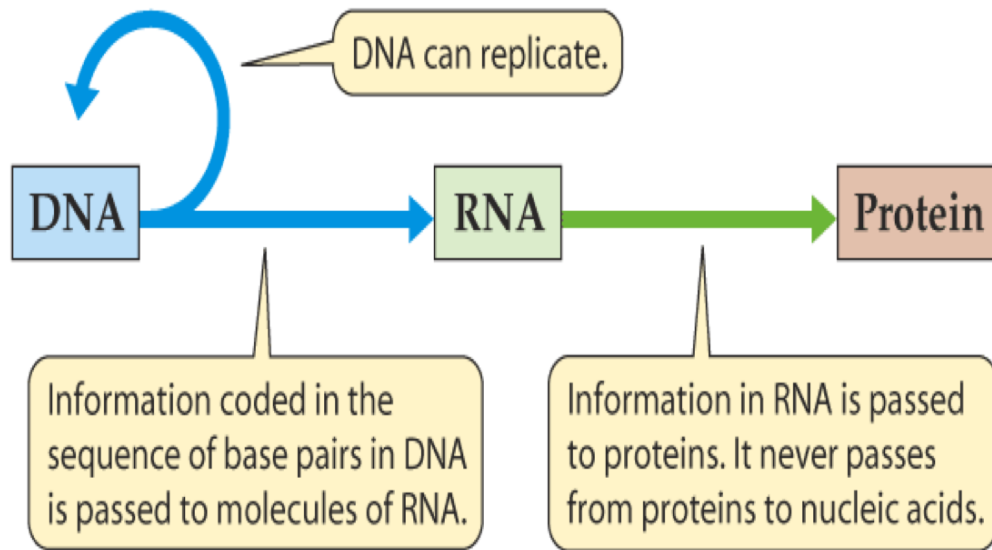 DNA can replicate.
DNA
RNA
Protein
Information coded in the
sequence of base pairs in DNA
is passed to molecules of RNA.
Information in RNA is passed
to proteins. It never passes
from proteins to nucleic acids.